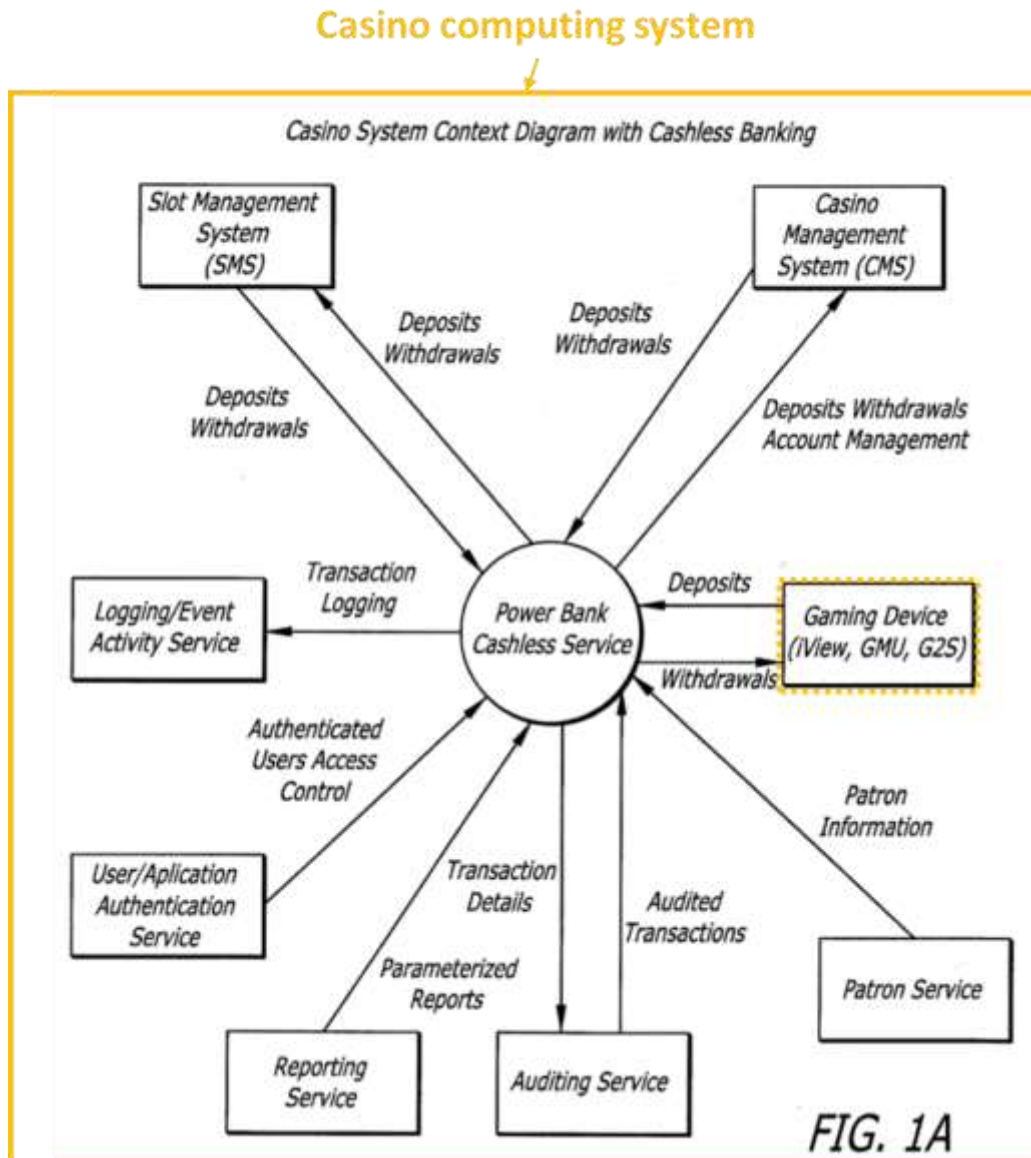 Casino computing system
Casino System Context Diagram with Cashless Banking
Slot Management
System
(SMS)
Casino
Management
System (CMS)
Deposits
Withdrawals
Deposits
Withdrawals
Deposits
Withdrawals
Deposits Withdrawals
Account Management
Transaction
Logging
Logging/Event
Activity Service
Power Bank
Cashless Service
Deposits
Withdrawals
Gaming Device
(iView, GMU, G2S)
Authenticated
Users Access
Control
Patron
Information
User/Aplication
Authentication
Service
Transaction
Details
Audited
Transactions
Parameterized
Reports
Patron Service
Reporting
Service
Auditing Service
FIG. 1A